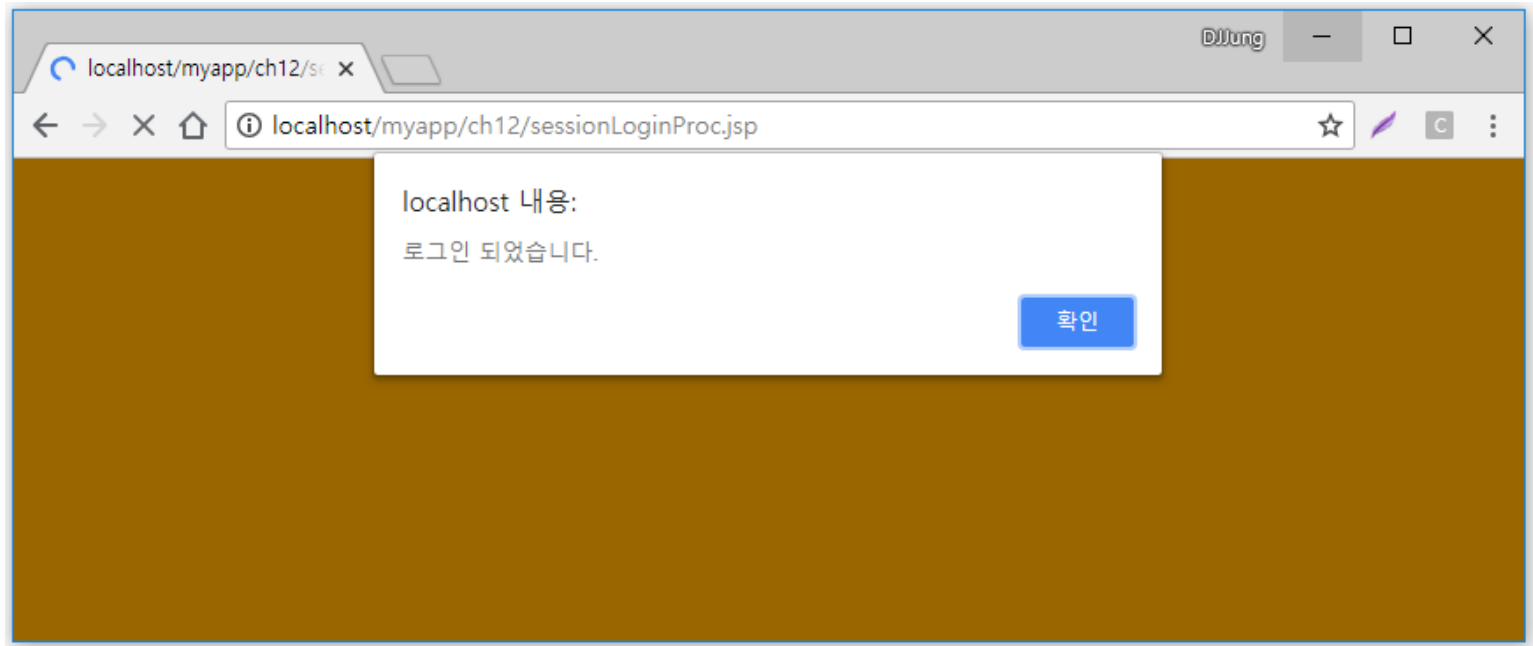 DJJung
localhost/myapp/ch12/se
localhost/myapp/ch12/sessionLoginProc.jsp
C
localhost 내용:
로그인 되었습니다.
확인